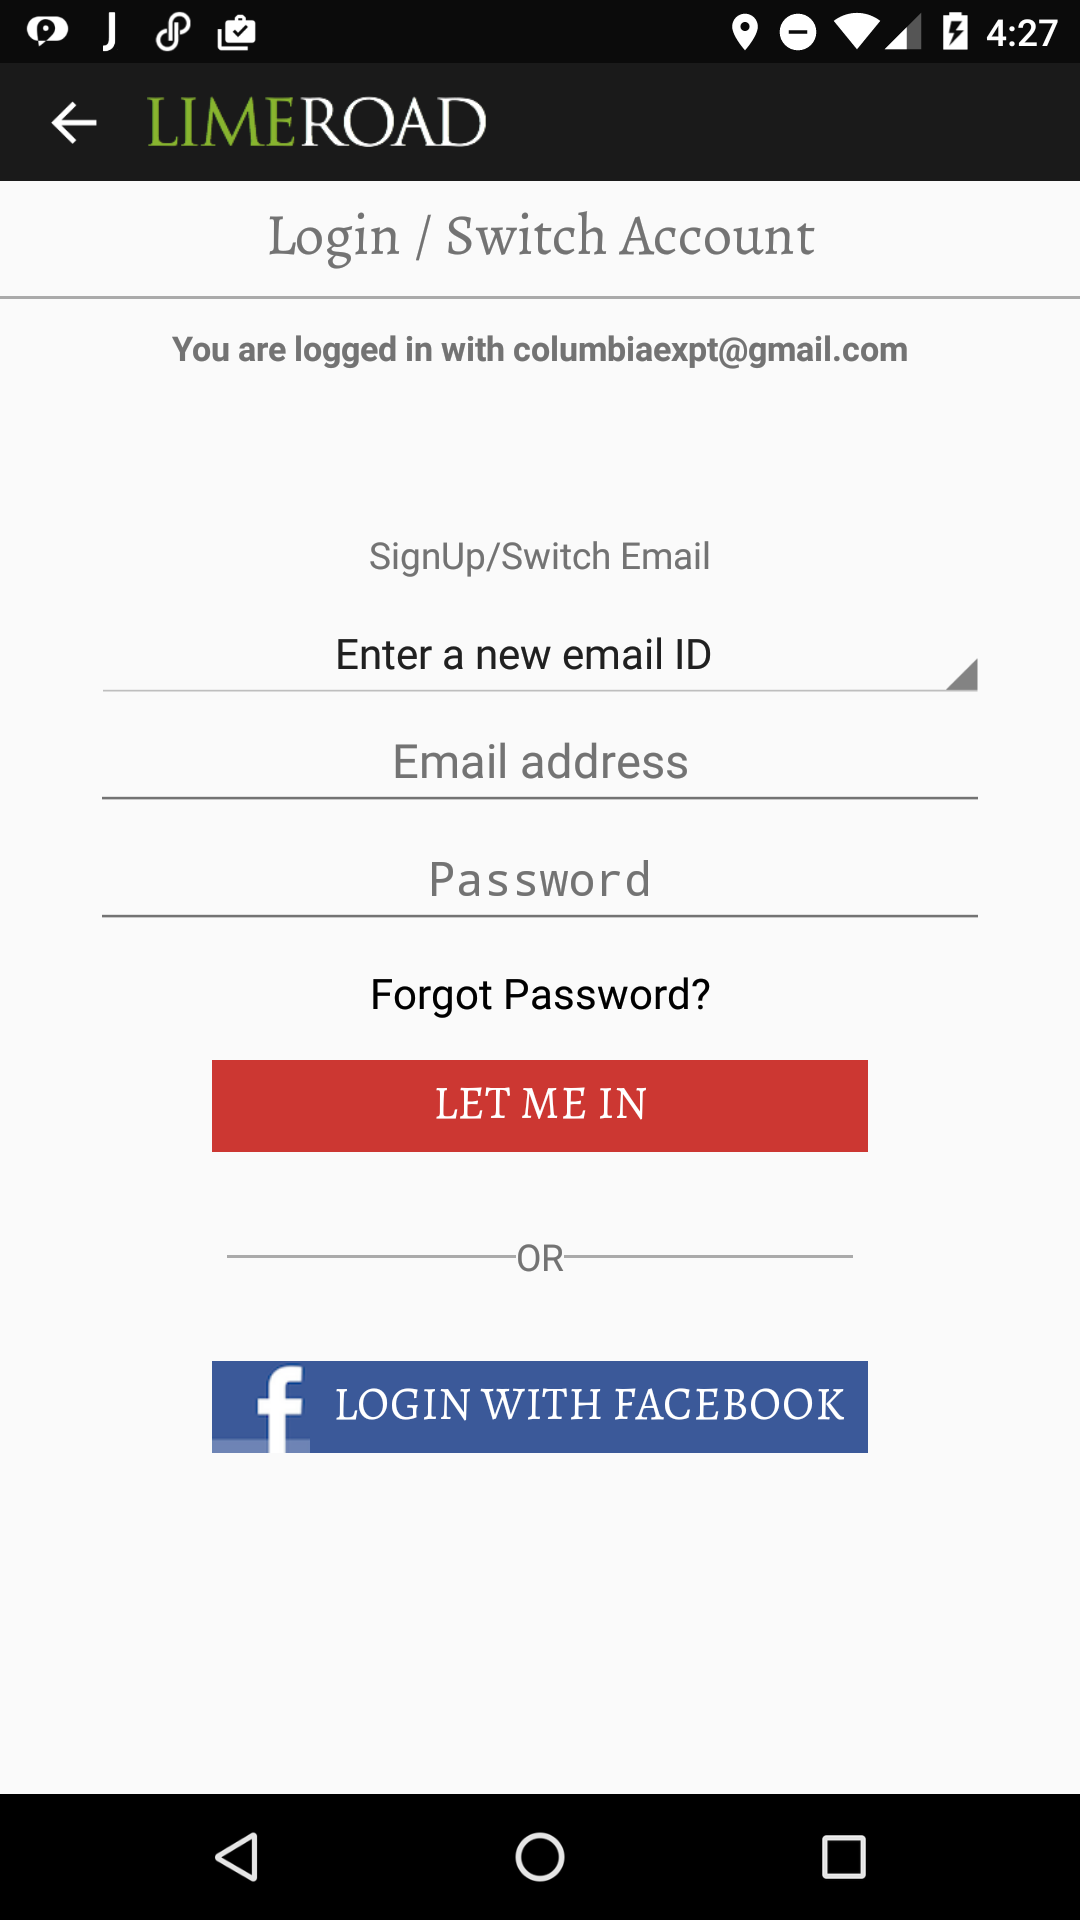 4:27
LIMEROAD
Login / Switch Account
You are logged in with columbiaexpt@gmail.com
SignUp/Switch Email
Enter a new email ID
Email address
Password
Forgot Password?
LET ME IN
OR
f LOGIN WITH FACEBOOK